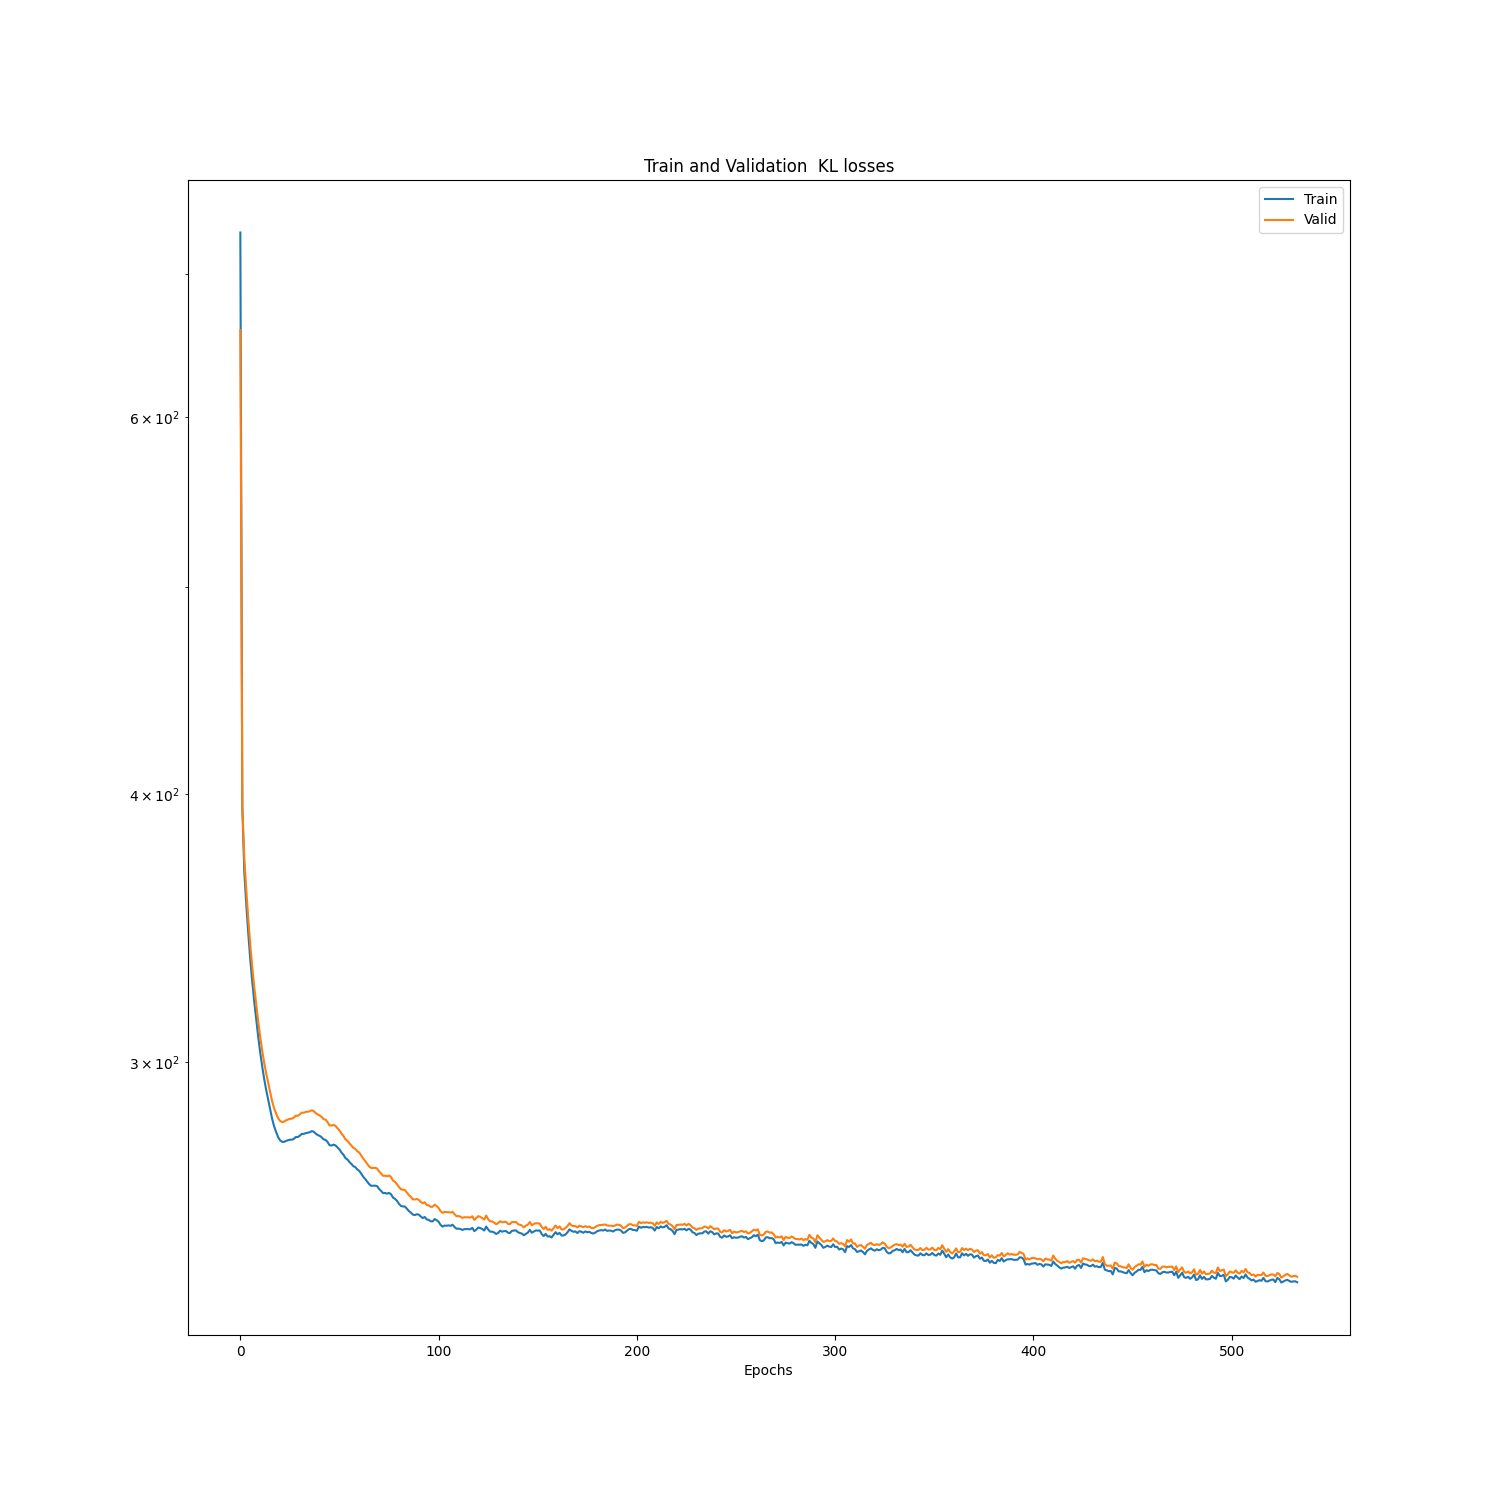 Train and Validation  KL losses
Train
Valid
6 × 10²
4 × 10²
3 × 10²
0 100 200 300 400 500
Epochs